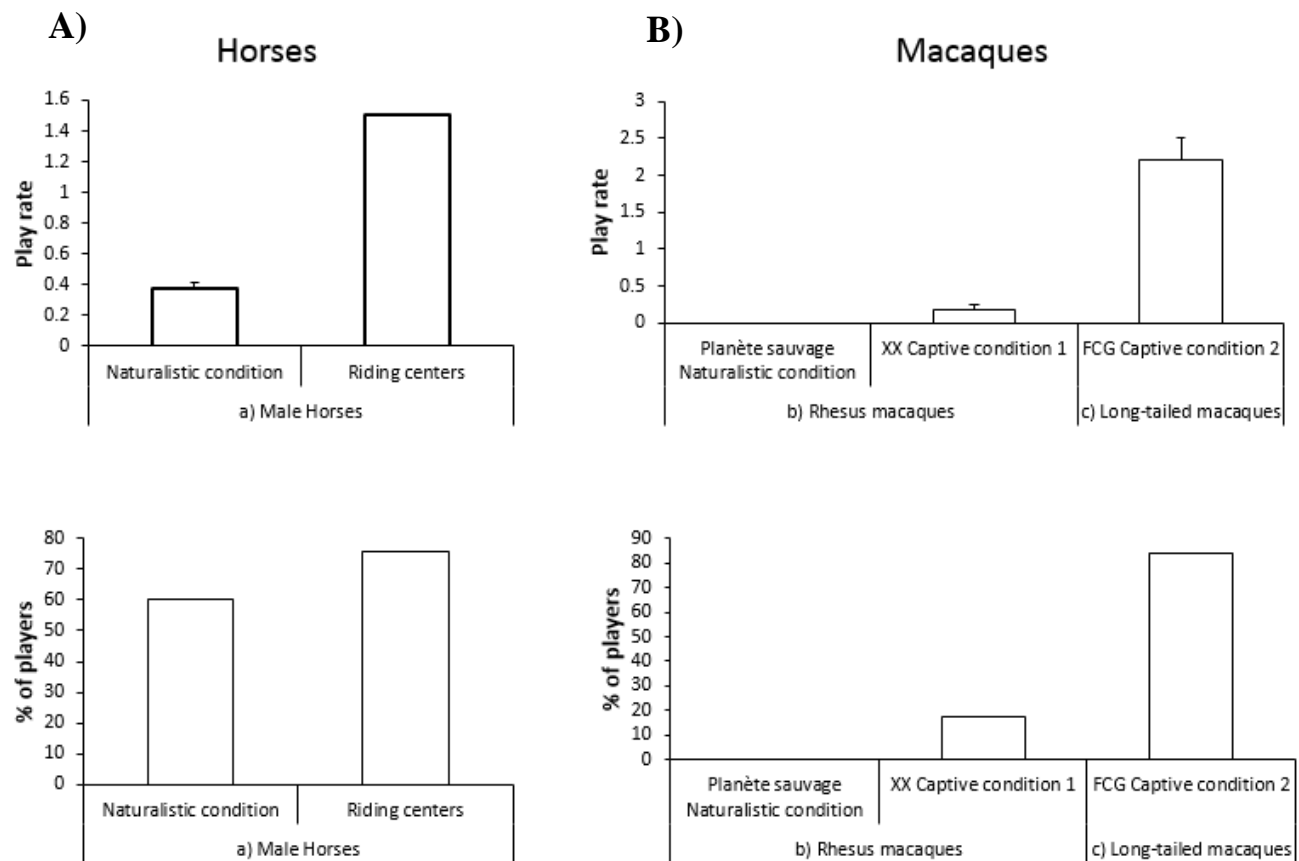 A)
Horses
Play rate
1.6
1.4
1.2
1
0.8
0.6
0.4
0.2
0
Naturalistic condition
Riding centers
a) Male Horses
B)
Macaques
Play rate
3
2.5
2
1.5
1
0.5
0
Planète sauvage
Naturalistic condition
XX Captive condition 1
FCG Captive condition 2
b) Rhesus macaques
c) Long-tailed macaques
% of players
80
70
60
50
40
30
20
10
0
Naturalistic condition
Riding centers
a) Male Horses
% of players
90
80
70
60
50
40
30
20
10
0
Planète sauvage
Naturalistic condition
XX Captive condition 1
FCG Captive condition 2
b) Rhesus macaques
c) Long-tailed macaques